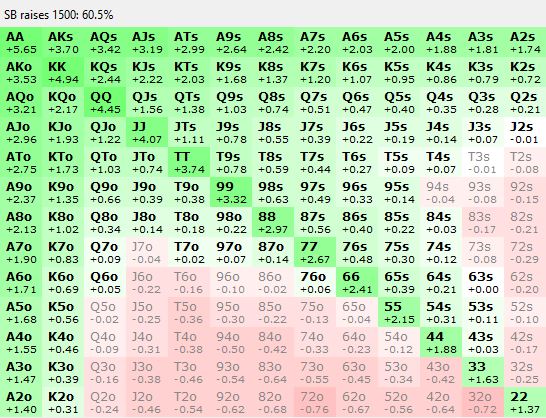 SB raises 1500: 60.5%
AA AKs AQs AJs ATs A9s A8s A7s A6s A5s A4s A3s A2s
+5.65 +3.70 +3.42 +3.19 +2.99 +2.64 +2.42 +2.20 +2.03 +2.00 +1.88 +1.81 +1.74
AKo KK KQs KJs KTs K9s K8s K7s K6s K5s K4s K3s K2s
+3.53 +4.94 +2.44 +2.22 +2.03 +1.68 +1.37 +1.20 +1.07 +0.95 +0.86 +0.79 +0.72
AQo KQo QQ QJs QTs Q9s Q8s Q7s Q6s Q5s Q4s Q3s Q2s
+3.21 +2.17 +4.45 +1.56 +1.38 +1.03 +0.74 +0.51 +0.47 +0.40 +0.35 +0.28 +0.21
AJo KJo QJo JJ JTs J9s J8s J7s J6s J5s J4s J3s J2s
+2.96 +1.93 +1.22 +4.07 +1.11 +0.78 +0.55 +0.39 +0.22 +0.19 +0.14 +0.07 -0.01
ATo KTo QTo JTo TT T9s T8s T7s T6s T5s T4s T3s T2s
+2.75 +1.73 +1.03 +0.74 +3.74 +0.78 +0.59 +0.44 +0.27 +0.09 +0.07 -0.01 -0.08
A9o K9o Q9o J9o T9o 99 98s 97s 96s 95s 94s 93s 92s
+2.37 +1.35 +0.66 +0.39 +0.38 +3.32 +0.63 +0.49 +0.33 +0.14 -0.04 -0.08 -0.15
A8o K8o Q8o J8o T8o 98o 88 87s 86s 85s 84s 83s 82s
+2.13 +1.02 +0.34 +0.14 +0.18 +0.22 +2.97 +0.56 +0.40 +0.22 +0.03 -0.17 -0.21
A7o K7o Q7o J7o T7o 97o 87o 77 76s 75s 74s 73s 72s
+1.70 +0.83 +0.09 -0.04 +0.02 +0.07 +0.14 +2.67 +0.48 +0.30 +0.12 -0.08 -0.29
A6o K6o Q6o J6o T6o 96o 86o 76o 66 65s 64s 63s 62s
+1.71 +0.69 +0.05 -0.22 -0.16 -0.10 -0.02 +0.06 +2.41 +0.39 +0.21 +0.00 -0.20
A5o K5o Q5o J5o T5o 95o 85o 75o 65o 55 54s 53s 52s
+1.68 +0.56 -0.02 -0.25 -0.36 -0.30 -0.22 -0.13 -0.04 +2.15 +0.31 +0.11 -0.10
A4o K4o Q4o J4o T4o 94o 84o 74o 64o 54o 44 43s 42s
+1.55 +0.46 -0.09 -0.31 -0.38 -0.50 -0.42 -0.33 -0.23 -0.12 +1.88 +0.03 -0.17
A3o K3o Q3o J3o T3o 93o 83o 73o 63o 53o 43o 33 32s
+1.47 +0.39 -0.16 -0.38 -0.46 -0.54 -0.64 -0.55 -0.45 -0.34 -0.42 +1.63 -0.25
A2o K2o Q2o J2o T2o 92o 82o 72o 62o 52o 42o 32o 22
+1.40 +0.31 -0.24 -0.46 -0.54 -0.62 -0.68 -0.76 -0.67 -0.56 -0.64 -0.72 +1.37